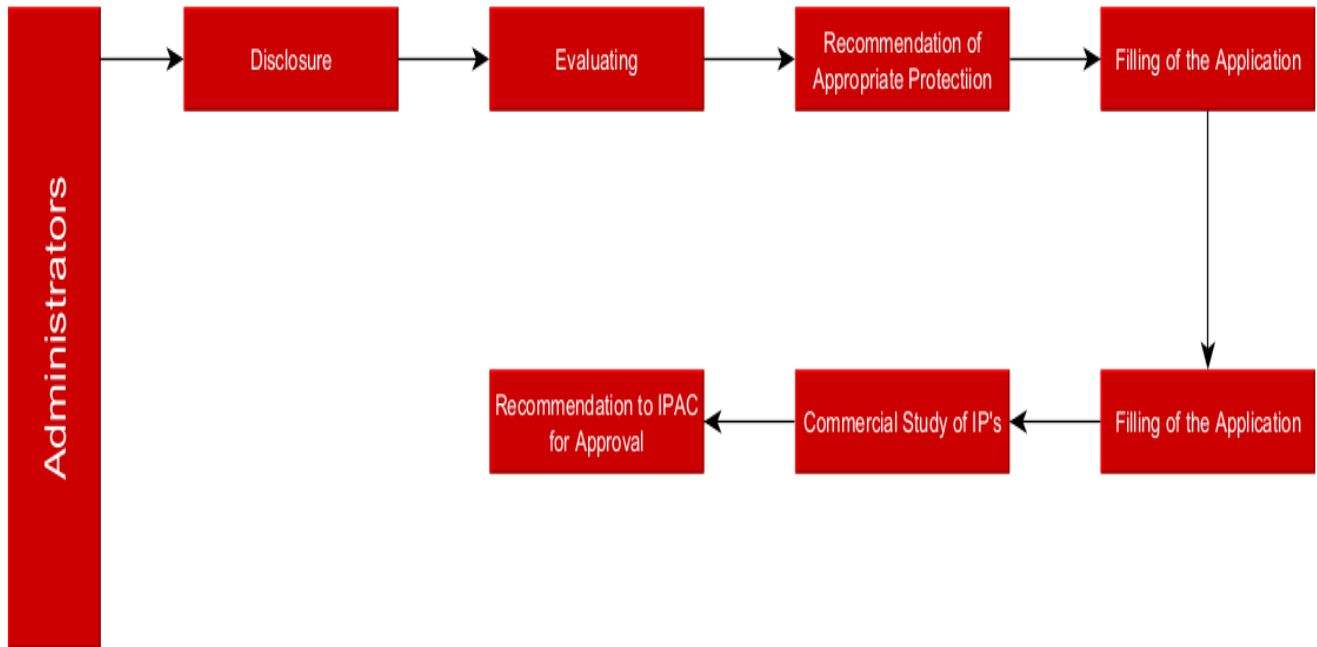 Administrators
Disclosure
Evaluating
Recommendation of
Appropriate Protectiion
Filling of the Application
Filling of the Application
Commercial Study of IP's
Recommendation to IPAC
for Approval